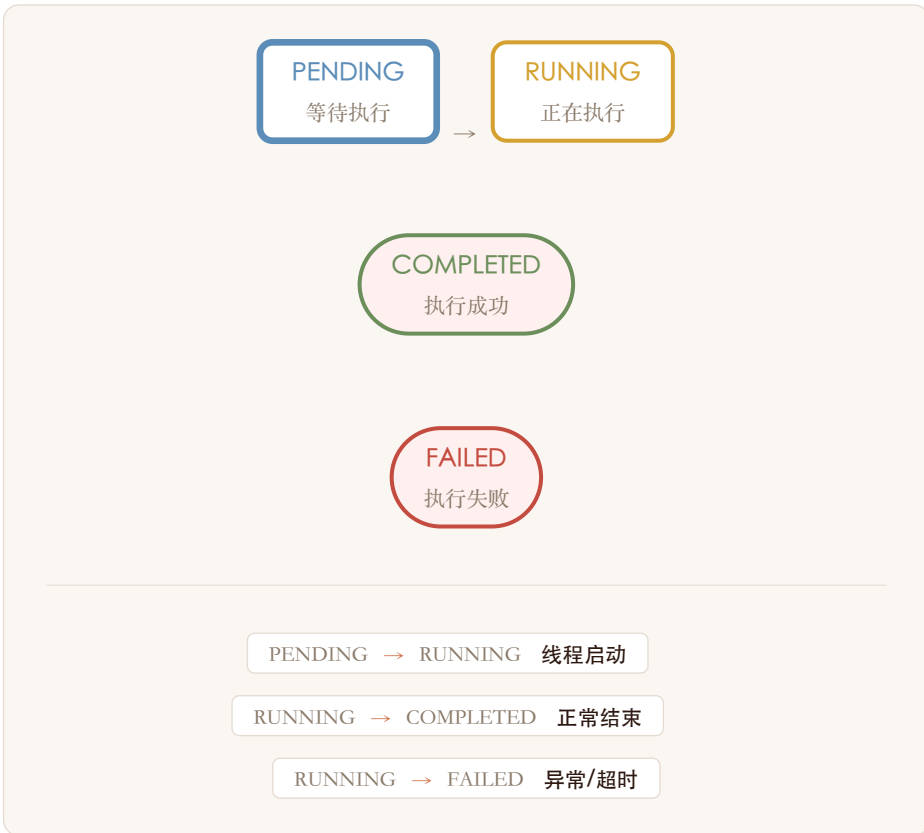 PENDING
等待执行
→
RUNNING
正在执行
COMPLETED
执行成功
FAILED
执行失败
PENDING → RUNNING 线程启动
RUNNING → COMPLETED 正常结束
RUNNING → FAILED 异常/超时